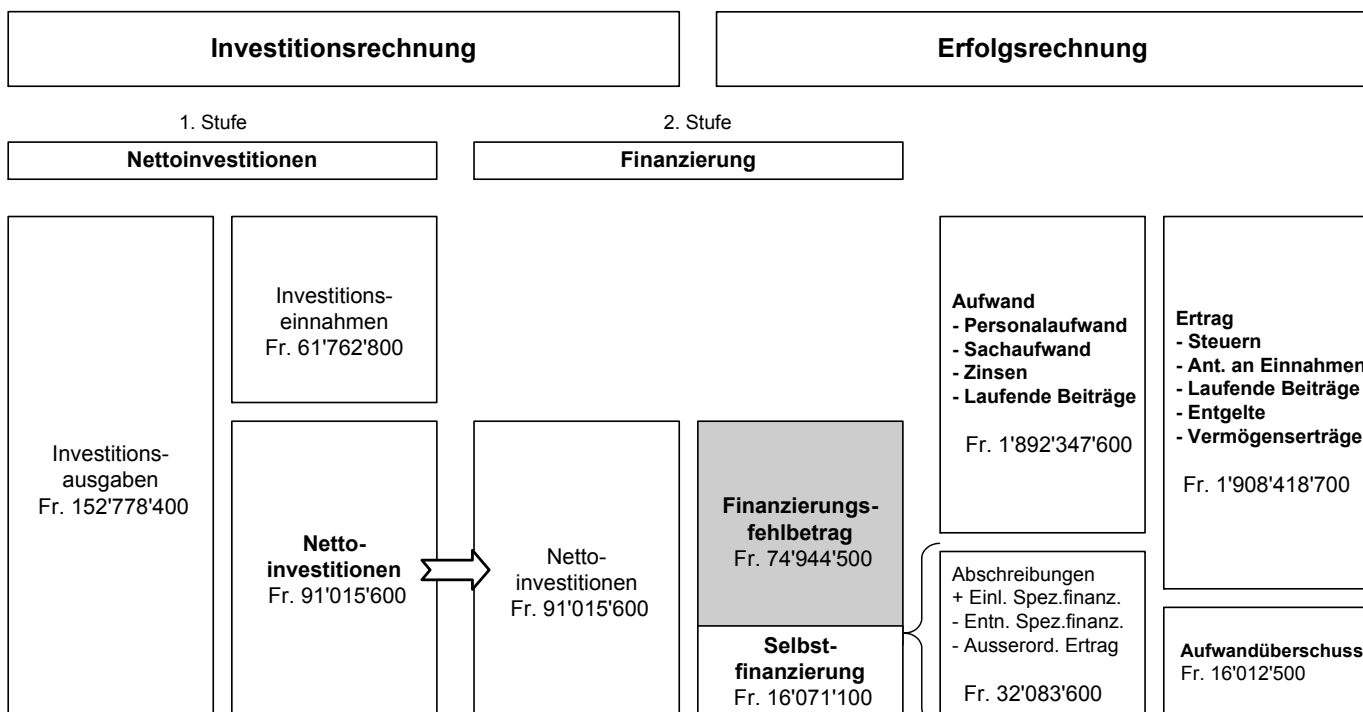 Investitionsrechnung
Erfolgsrechnung
1. Stufe
2. Stufe
Nettoinvestitionen
Finanzierung
Investitions-
ausgaben
Fr. 152'778'400
Investitions-
einnahmen
Fr. 61'762'800
Netto-
investitionen
Fr. 91'015'600
Netto-
investitionen
Fr. 91'015'600
Finanzierungs-
fehlbetrag
Fr. 74'944'500
Selbst-
finanzierung
Fr. 16'071'100
Aufwand
- Personalaufwand
- Sachaufwand
- Zinsen
- Laufende Beiträge
Fr. 1'892'347'600
Abschreibungen
+ Einl. Spez.finanz.
- Entn. Spez.finanz.
- Ausserord. Ertrag
Fr. 32'083'600
Ertrag
- Steuern
- Ant. an Einnahmen
- Laufende Beiträge
- Entgelte
- Vermögenserträge
Fr. 1'908'418'700
Aufwandüberschuss
Fr. 16'012'500